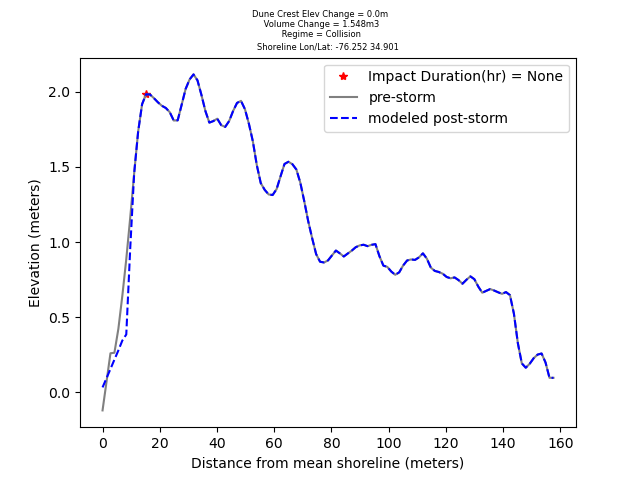 Dune Crest Elev Change = 0.0m
Volume Change = 1.548m3
Regime = Collision
Shoreline Lon/Lat: -76.252 34.901
Impact Duration(hr) = None
pre-storm
modeled post-storm
Elevation (meters)
2.0
1.5
1.0
0.5
0.0
0 20 40 60 80 100 120 140 160
Distance from mean shoreline (meters)